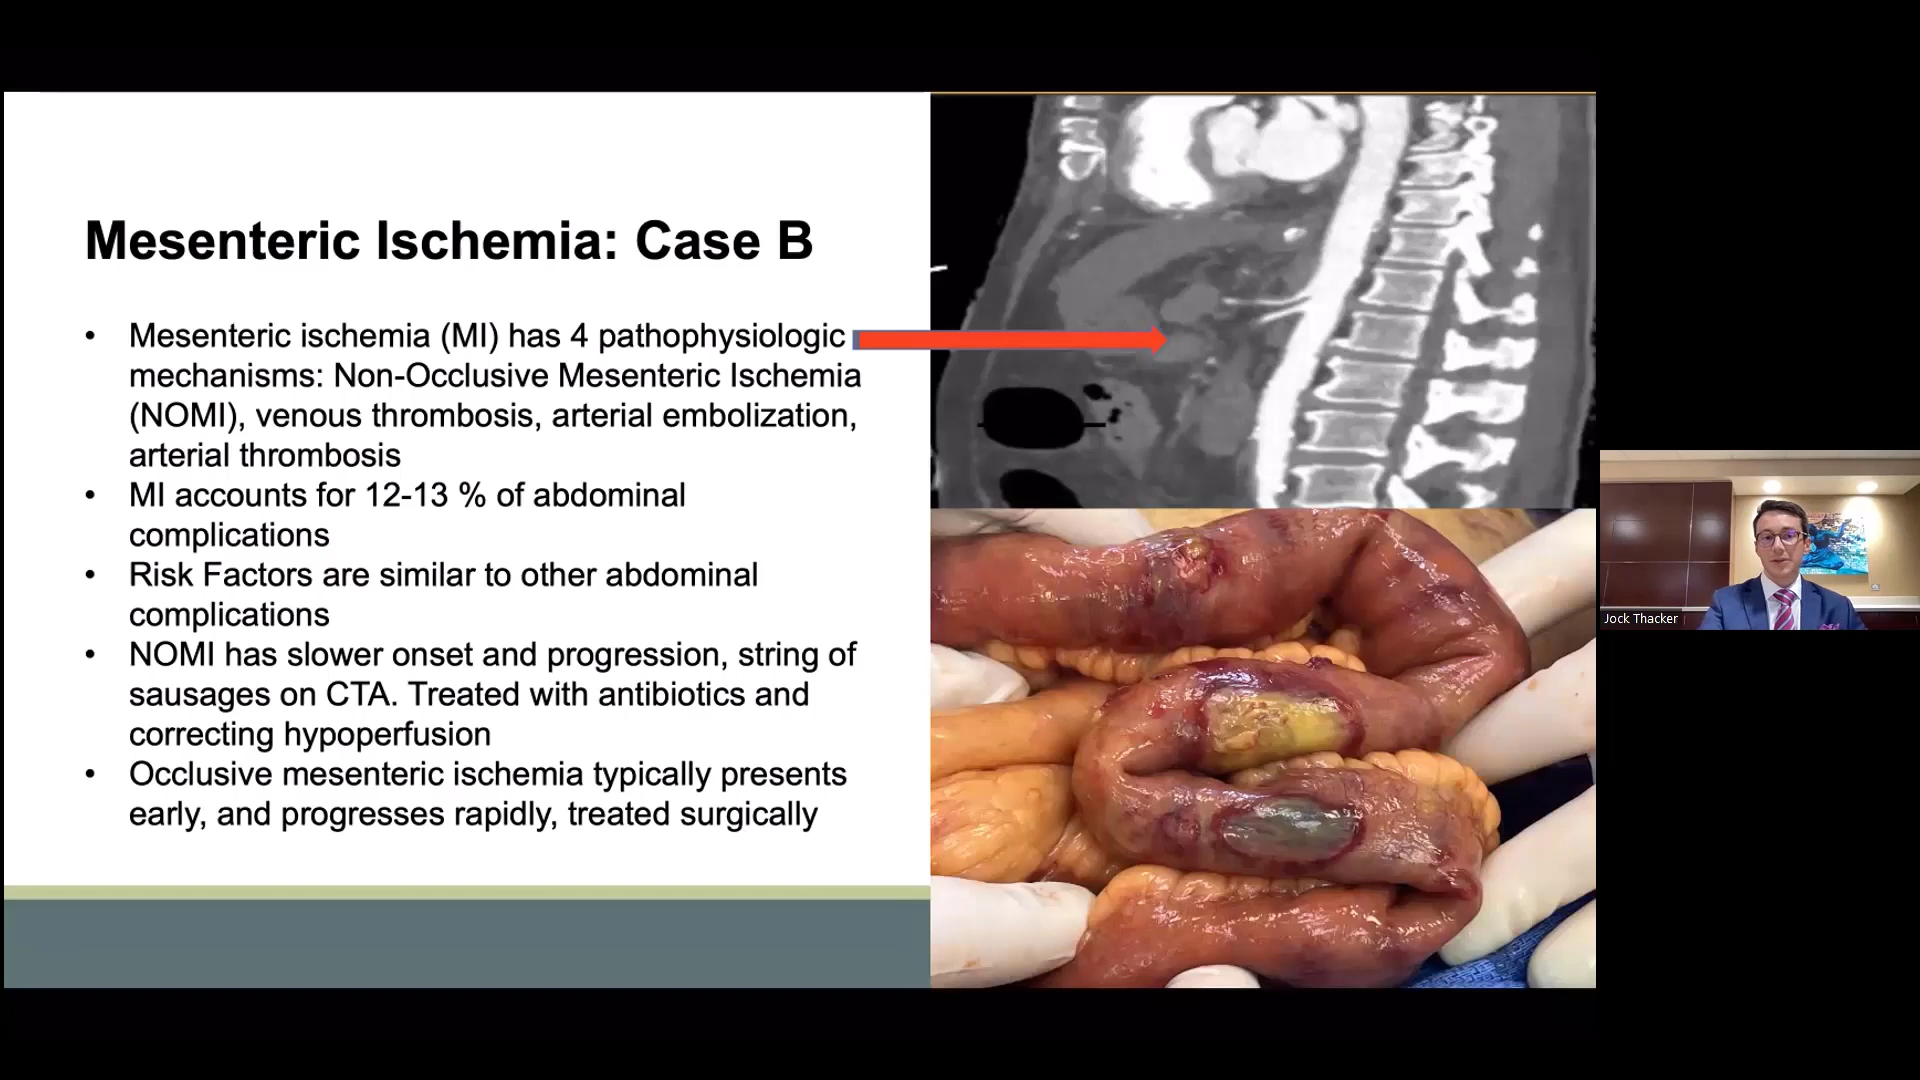 Mesenteric Ischemia: Case B
• Mesenteric ischemia (MI) has 4 pathophysiologic
mechanisms: Non-Occlusive Mesenteric Ischemia
(NOMI), venous thrombosis, arterial embolization,
arterial thrombosis
• MI accounts for 12-13 % of abdominal
complications
• Risk Factors are similar to other abdominal
complications
• NOMI has slower onset and progression, string of
sausages on CTA. Treated with antibiotics and
correcting hypoperfusion
• Occlusive mesenteric ischemia typically presents
early, and progresses rapidly, treated surgically
Jock Thacker